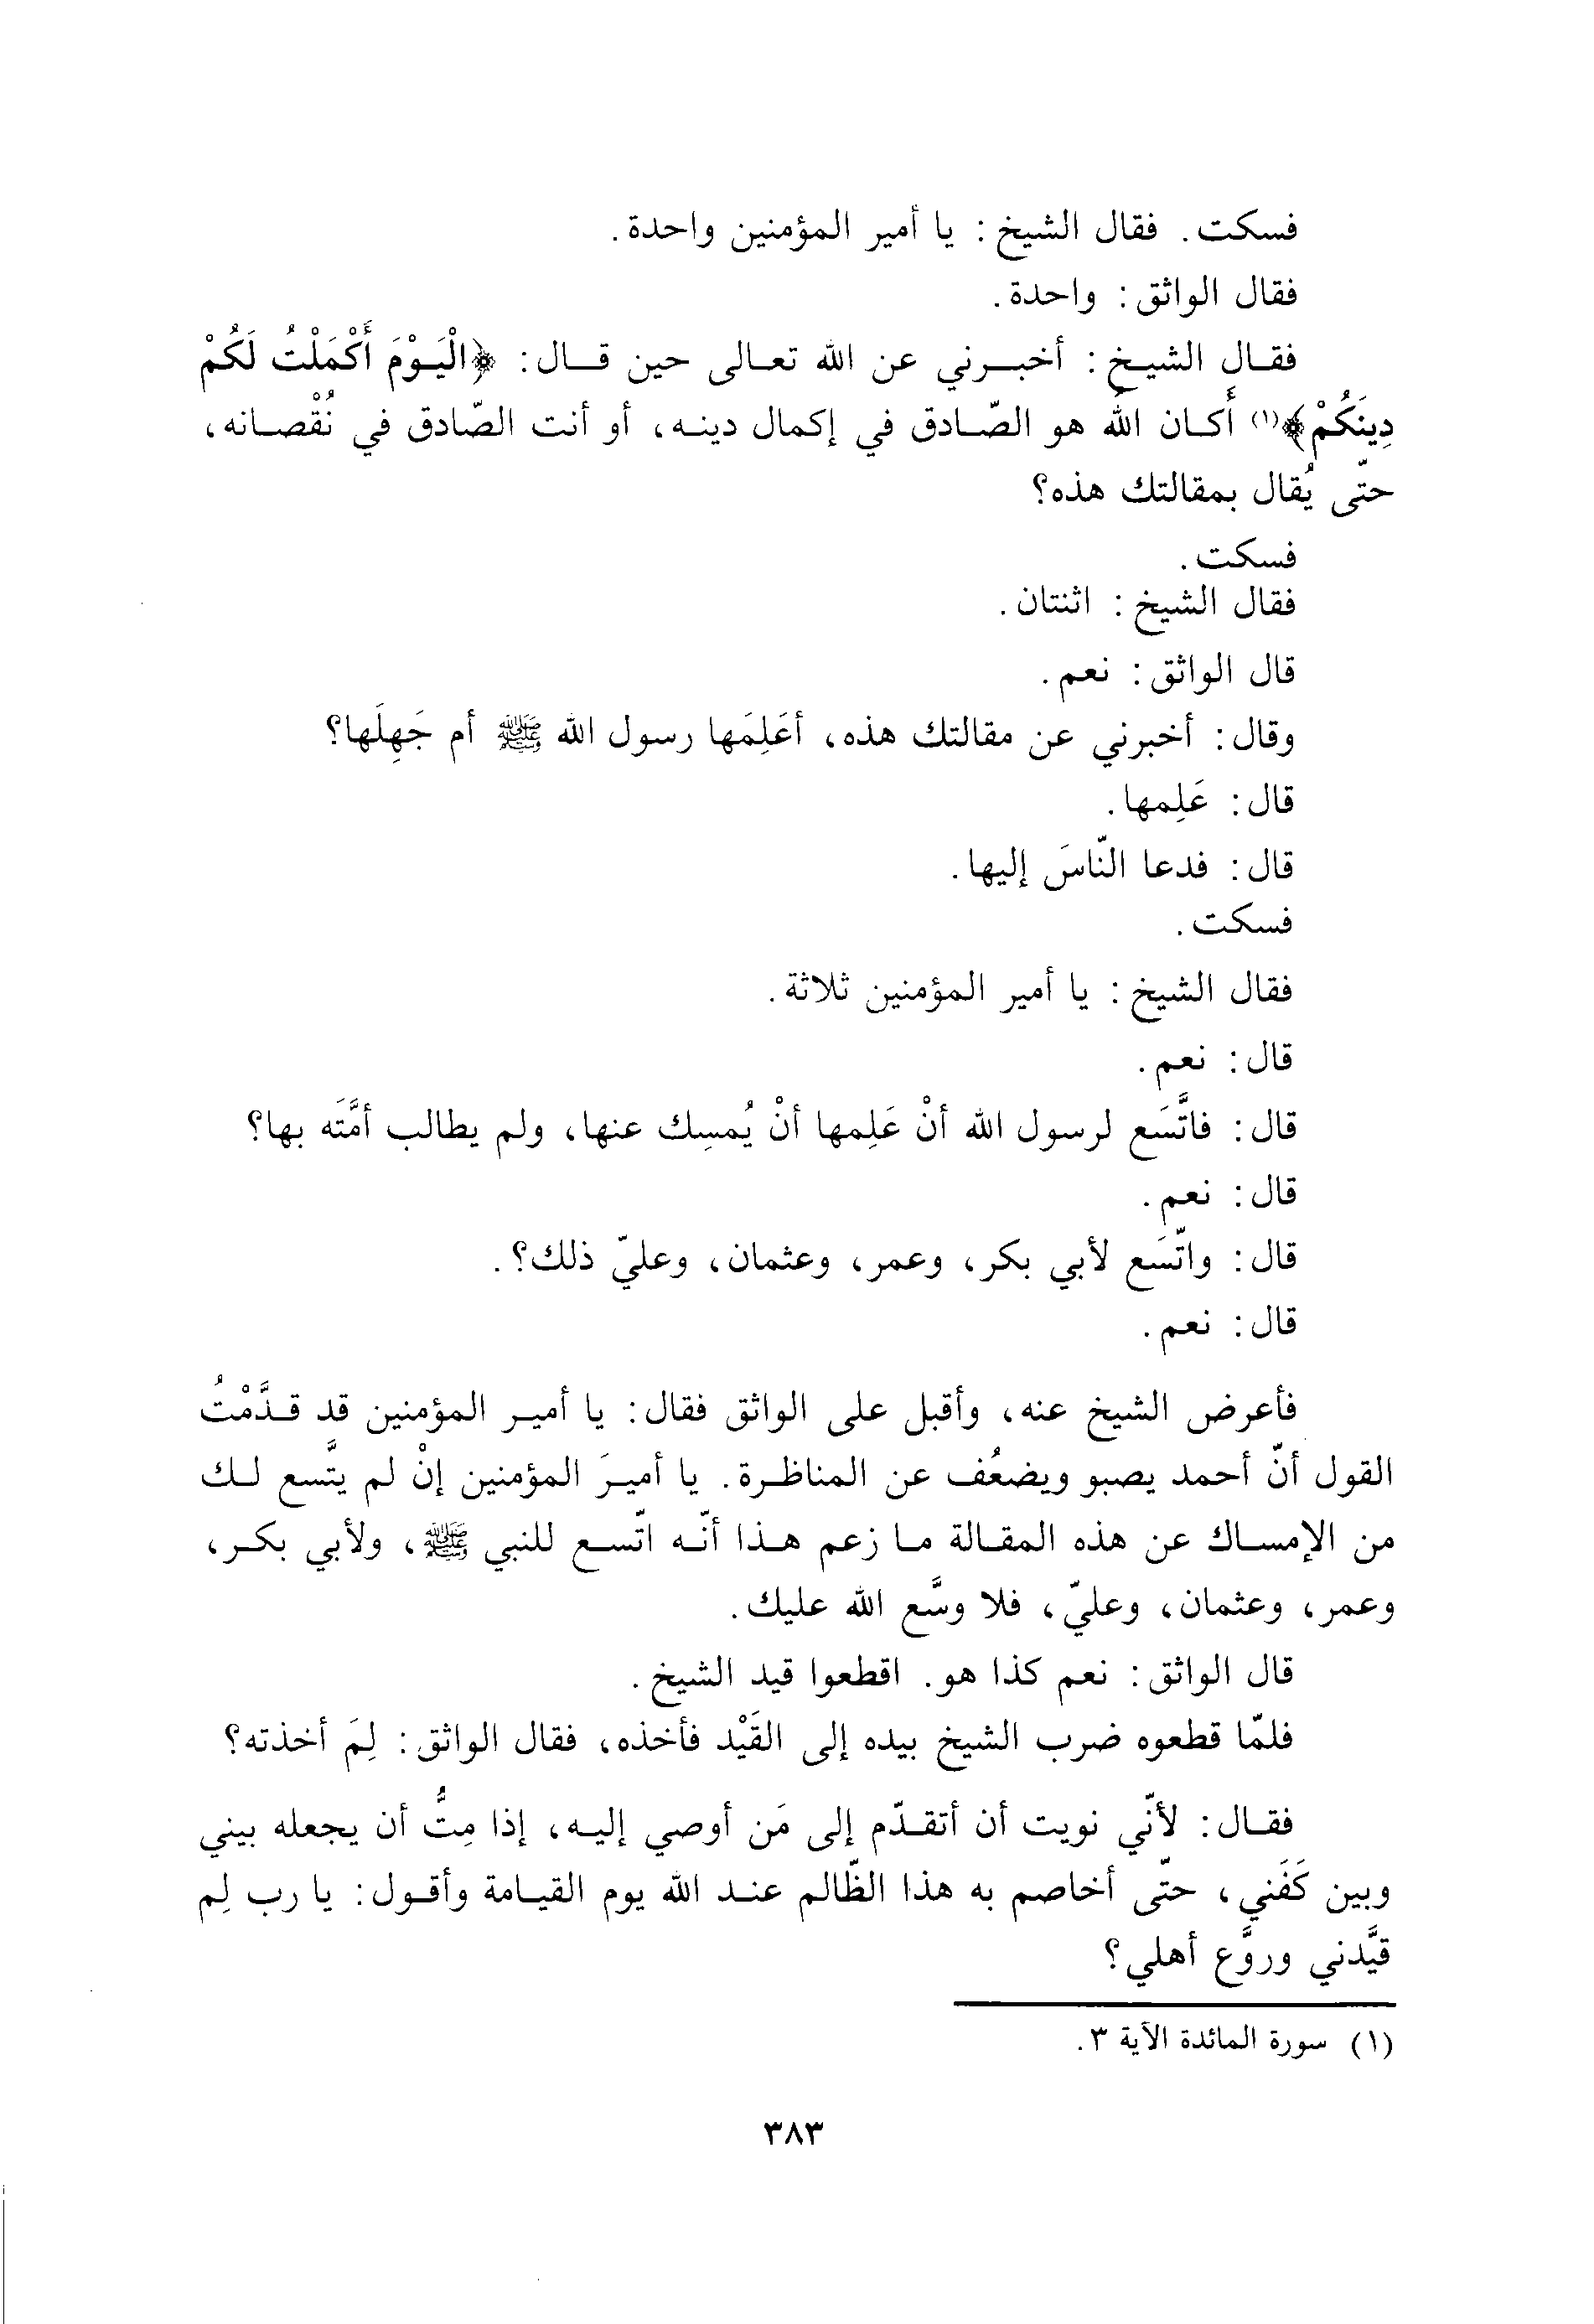 فسكت. فقال الشيخ: يا أمير المؤمنين واحدة.
فقال الواثق: واحدة.
فقال الشيخ: أخبرني عن الله تعالى حين قال: ﴿الْيَوْمَ أَكْمَلْتُ لَكُمْ
دِينَكُمْ﴾(١) أَكان اللهُ هو الصّادق في إكمال دينه، أو أنت الصّادق في نُقْصانه،
حتّى يُقال بمقالتك هذه؟
فسكت.
فقال الشيخ: اثنتان.
قال الواثق: نعم.
وقال: أخبرني عن مقالتك هذه، أعَلِمَها رسول الله ﷺ أم جَهِلَها؟
قال: عَلِمها.
قال: فدعا النّاسَ إليها.
فسكت.
فقال الشيخ: يا أمير المؤمنين ثلاثة.
قال: نعم.
قال: فاتَّسَع لرسول الله أنْ عَلِمها أنْ يُمسِك عنها، ولم يطالب أمَّتَه بها؟
قال: نعم.
قال: واتّسَع لأبي بكر، وعمر، وعثمان، وعليّ ذلك؟.
قال: نعم.
فأعرض الشيخ عنه، وأقبل على الواثق فقال: يا أمير المؤمنين قد قدَّمْتُ
القول أنّ أحمد يصبو ويضعُف عن المناظرة. يا أميرَ المؤمنين إنْ لم يتَّسع لك
من الإمساك عن هذه المقالة ما زعم هذا أنّه اتّسع للنبي ﷺ، ولأبي بكر،
وعمر، وعثمان، وعليّ، فلا وسَّع الله عليك.
قال الواثق: نعم كذا هو. اقطعوا قيد الشيخ.
فلمّا قطعوه ضرب الشيخ بيده إلى القَيْد فأخذه، فقال الواثق: لِمَ أخذته؟
فقال: لأنّي نويت أن أتقدّم إلى مَن أوصي إليه، إذا مِتُّ أن يجعله بيني
وبين كَفَني، حتّى أخاصم به هذا الظّالم عند الله يوم القيامة وأقول: يا رب لِم
قيَّدني وروَّع أهلي؟
(١) سورة المائدة الآية ٣.
٣٨٣